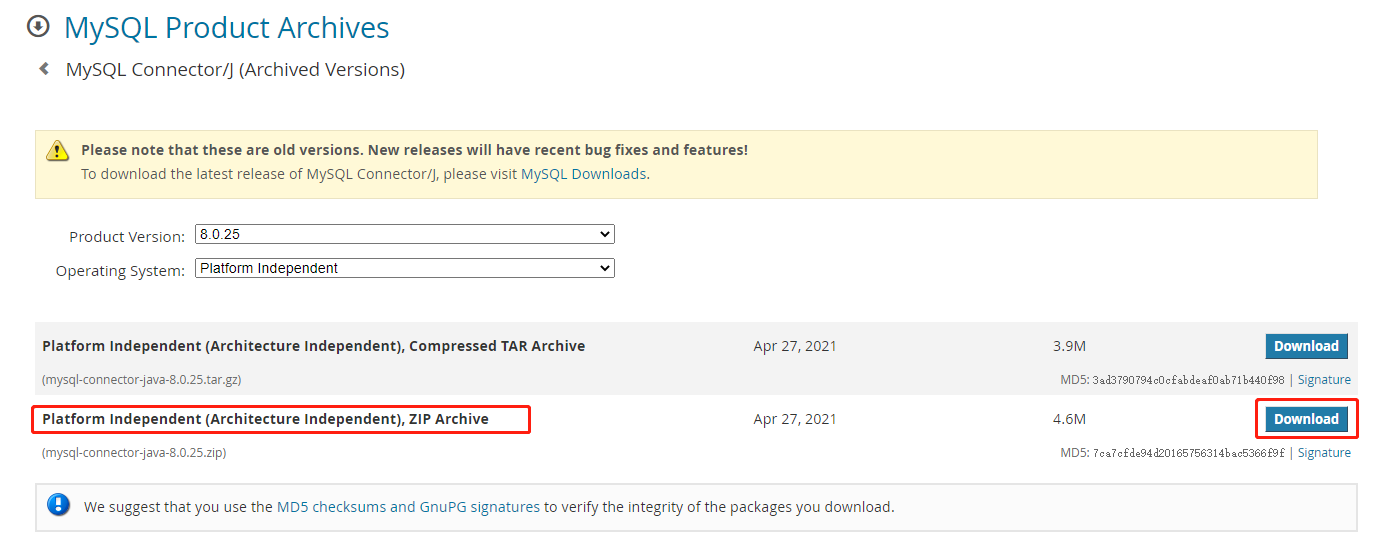 MySQL Product Archives
MySQL Connector/J (Archived Versions)
Please note that these are old versions. New releases will have recent bug fixes and features!
To download the latest release of MySQL Connector/J, please visit MySQL Downloads.
Product Version: 8.0.25
Operating System: Platform Independent
Platform Independent (Architecture Independent), Compressed TAR Archive Apr 27, 2021 3.9M Download
(mysql-connector-java-8.0.25.tar.gz) MD5: 3ad3790794c0cfabdeaf0ab71b440f98 | Signature
Platform Independent (Architecture Independent), ZIP Archive Apr 27, 2021 4.6M Download
(mysql-connector-java-8.0.25.zip) MD5: 7ca7cfde94d20165756314bac5366f9f | Signature
We suggest that you use the MD5 checksums and GnuPG signatures to verify the integrity of the packages you download.